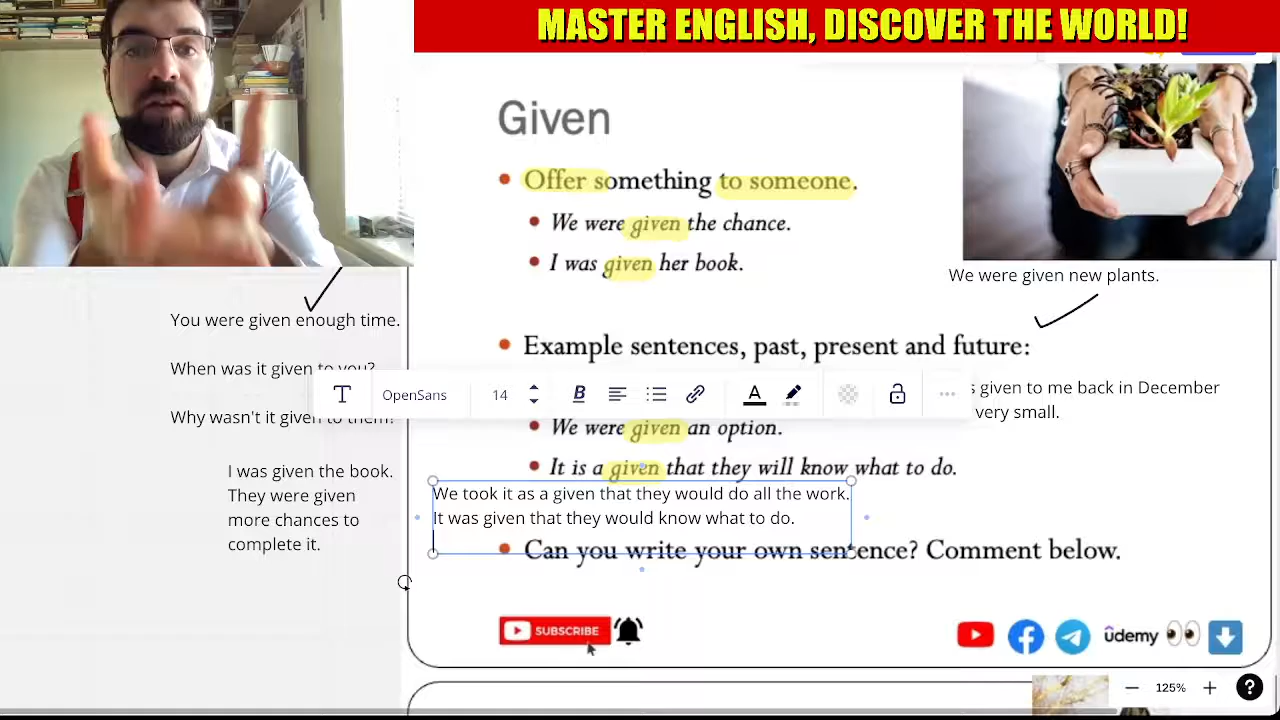 MASTER ENGLISH, DISCOVER THE WORLD!
Given
Offer something to someone.
We were given the chance.
I was given her book.
We were given new plants.
You were given enough time.
When was it given to you?
Why wasn't it given to them?
I was given the book.
They were given
more chances to
complete it.
Example sentences, past, present and future:
given to me back in December
very small.
OpenSans
14
B
A
We were given an option.
It is a given that they will know what to do.
We took it as a given that they would do all the work.
It was given that they would know what to do.
Can you write your own sentence? Comment below.
SUBSCRIBE
ûdemy
125%
?